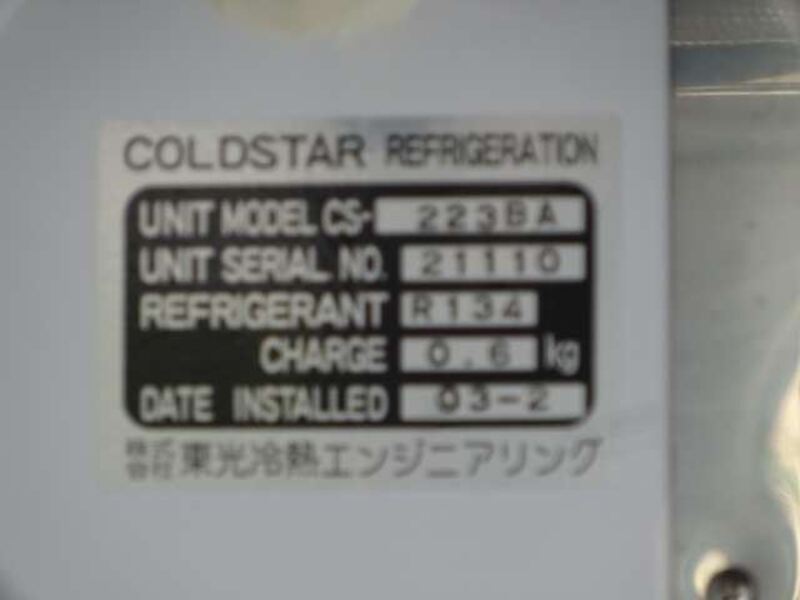 COLDSTAR REFRIGERATION
UNIT MODEL CS- 223BA
UNIT SERIAL NO. 21110
REFRIGERANT R134
CHARGE 0.6 kg
DATE INSTALLED 03-2
株式会社 東光冷熱エンジニアリング